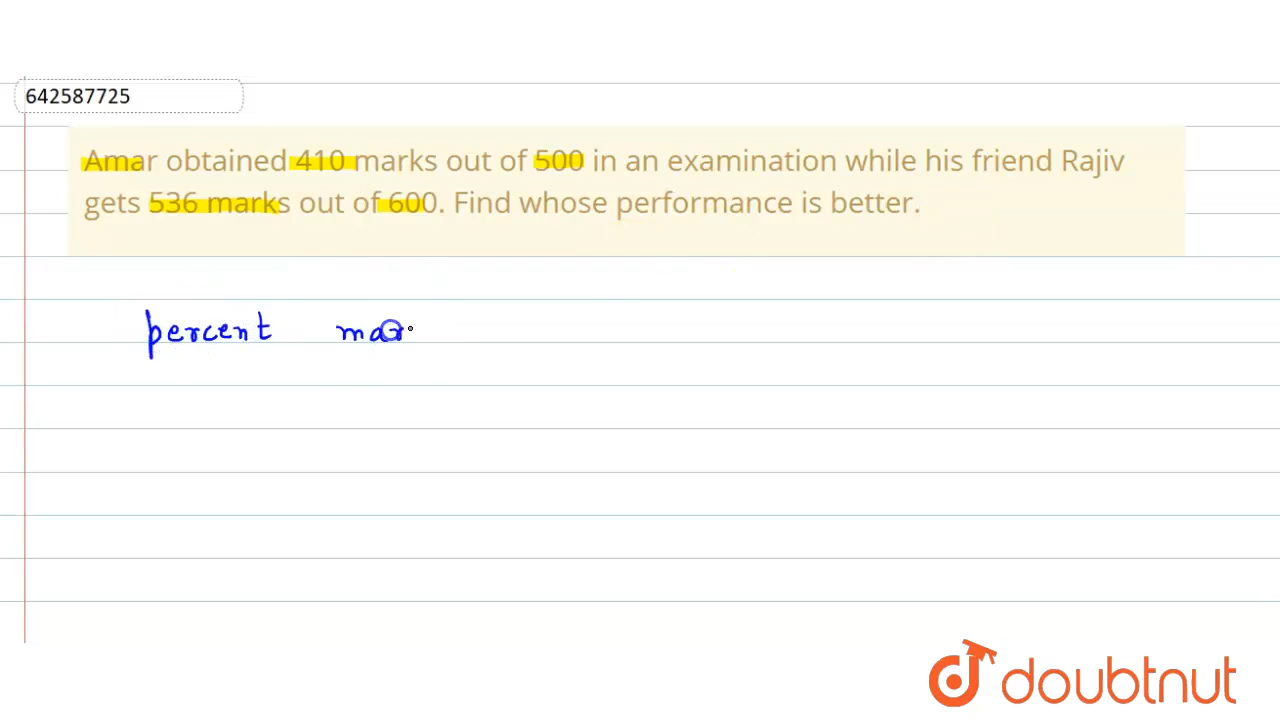 642587725
Amar obtained 410 marks out of 500 in an examination while his friend Rajiv
gets 536 marks out of 600. Find whose performance is better.
percent mar
doubtnut